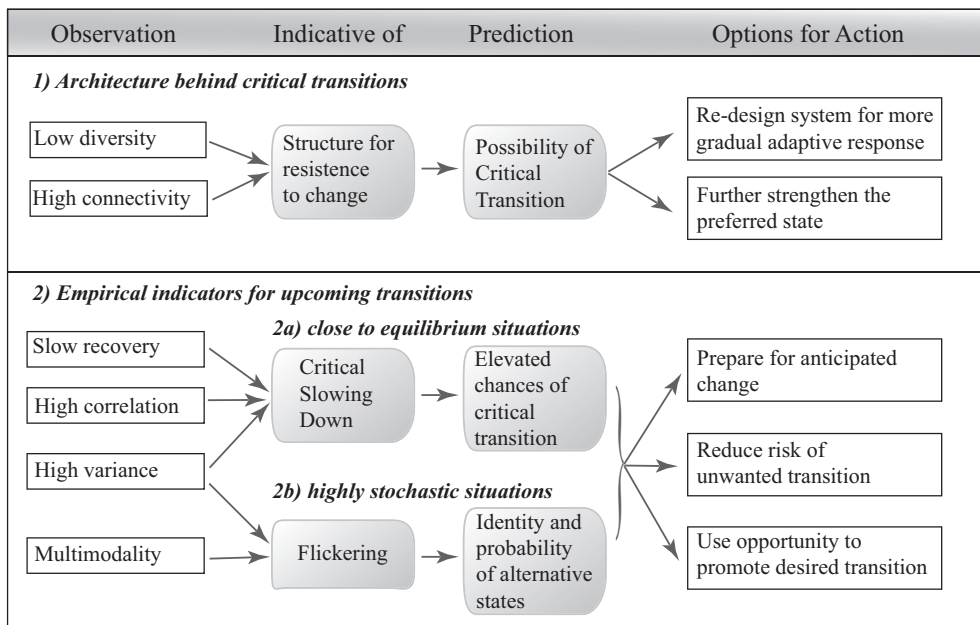 Observation Indicative of Prediction Options for Action
1) Architecture behind critical transitions
Low diversity
High connectivity
Structure for
resistence
to change
Possibility of
Critical
Transition
Re-design system for more
gradual adaptive response
Further strengthen the
preferred state
2) Empirical indicators for upcoming transitions
2a) close to equilibrium situations
Slow recovery
High correlation
High variance
Multimodality
Critical
Slowing
Down
Elevated
chances of
critical
transition
2b) highly stochastic situations
Flickering
Identity and
probability
of alternative
states
Prepare for anticipated
change
Reduce risk of
unwanted transition
Use opportunity to
promote desired transition